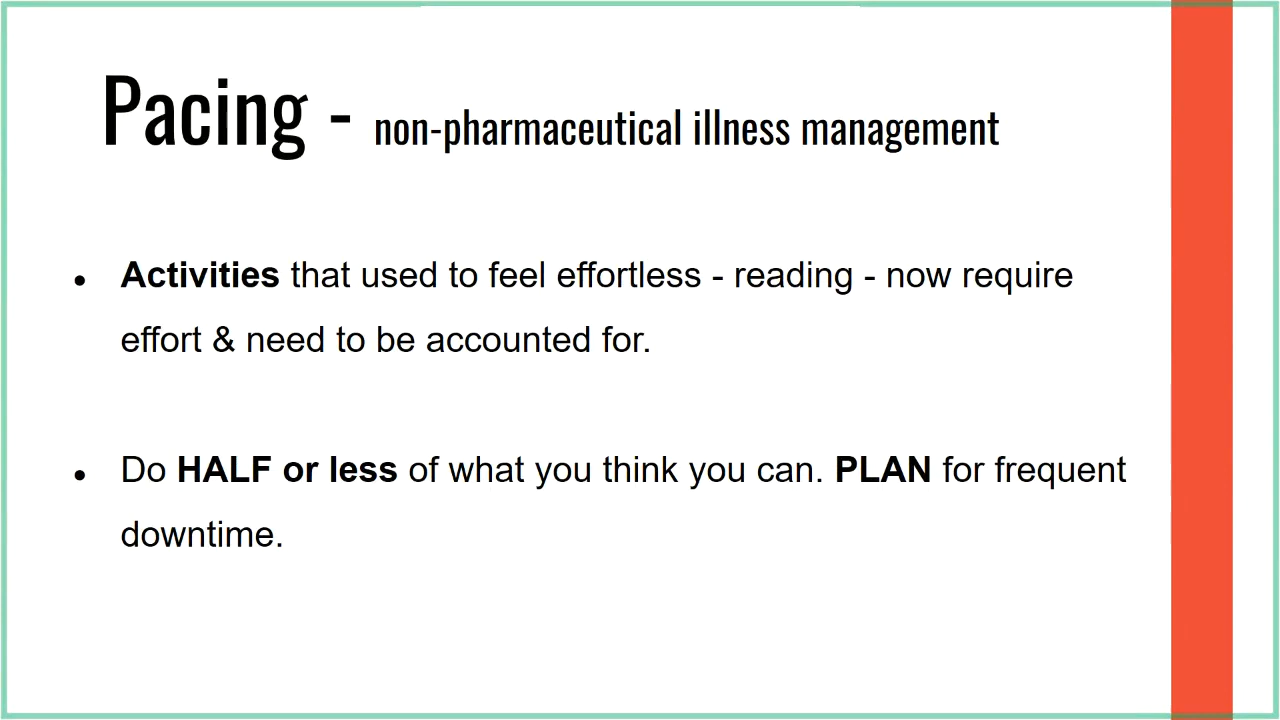 Pacing - non-pharmaceutical illness management
● Activities that used to feel effortless - reading - now require
effort & need to be accounted for.
● Do HALF or less of what you think you can. PLAN for frequent
downtime.